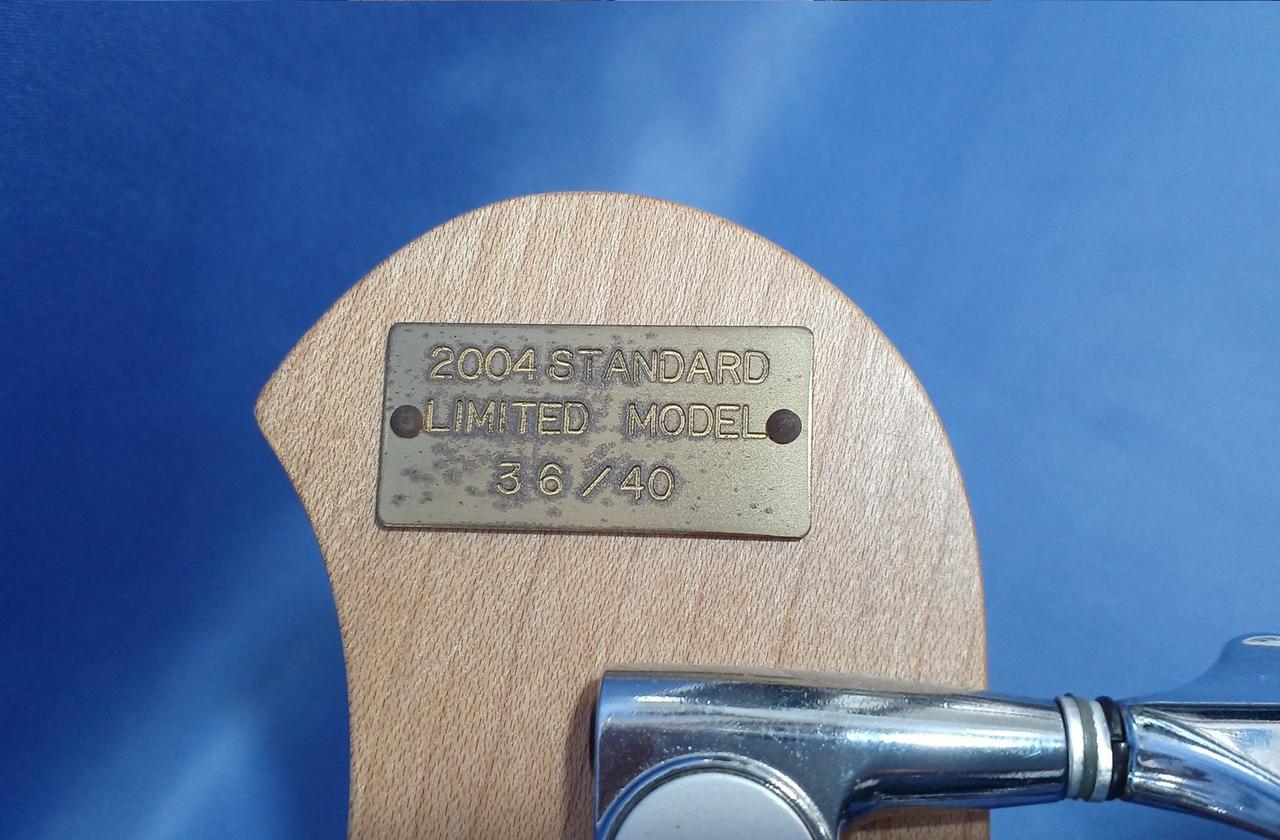 2004 STANDARD
LIMITED MODEL
36/40